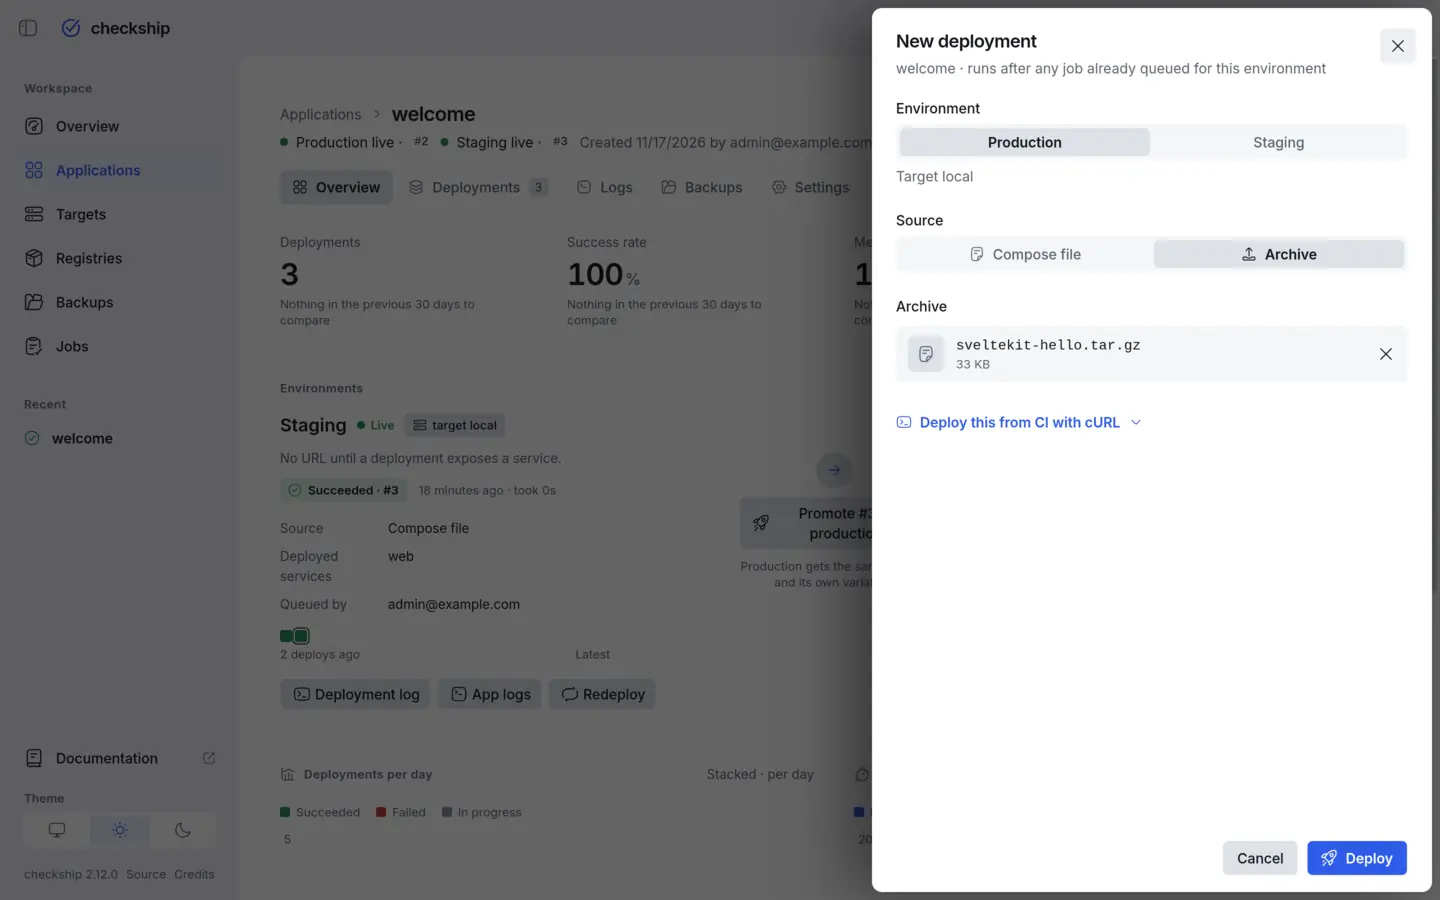 checkship
Workspace
Overview
Applications
Targets
Registries
Backups
Jobs
Recent
welcome
Documentation
Theme
checkship 2.12.0 Source Credits
Applications > welcome
Production live · #2 Staging live · #3 Created 11/17/2026 by admin@example.com
Overview Deployments 3 Logs Backups Settings
Deployments
3
Nothing in the previous 30 days to
compare
Success rate
100%
Nothing in the previous 30 days to
compare
Environments
Staging Live target local
No URL until a deployment exposes a service.
Succeeded · #3 18 minutes ago · took 0s
Source Compose file
Deployed
services
web
Queued by admin@example.com
2 deploys ago Latest
Deployment log App logs Redeploy
Promote #3
Production gets the
Deployments per day Stacked · per day
Succeeded Failed In progress
5
20
New deployment
welcome · runs after any job already queued for this environment
Environment
Production Staging
Target local
Source
Compose file Archive
Archive
sveltekit-hello.tar.gz
33 KB
Deploy this from CI with cURL
Cancel Deploy